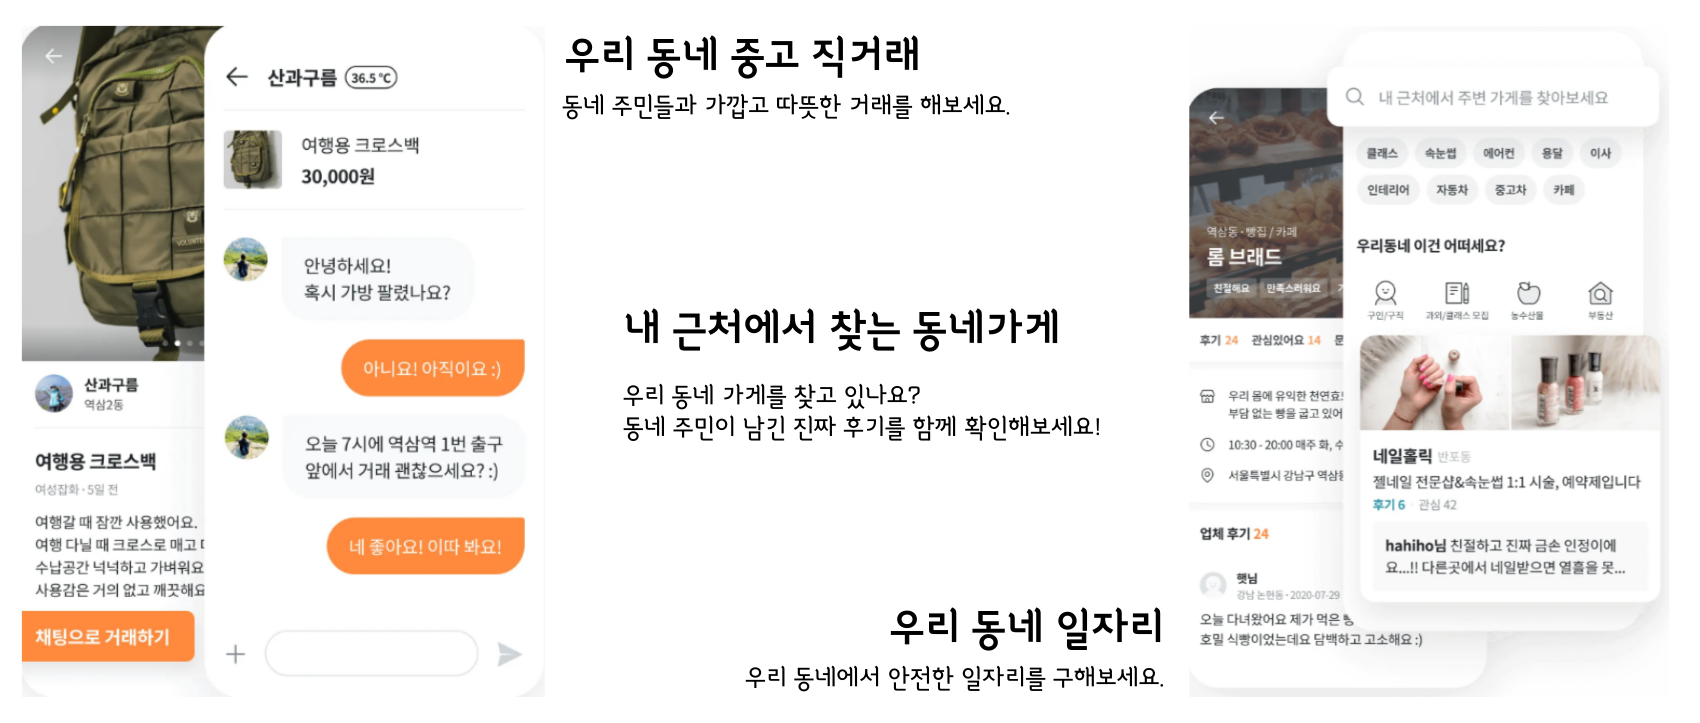 산과구름 36.5 °C
여행용 크로스백
30,000원
안녕하세요!
혹시 가방 팔렸나요?
아니요! 아직이요 :)
오늘 7시에 역삼역 1번 출구
앞에서 거래 괜찮으세요? :)
네 좋아요! 이따 봐요!
산과구름
역삼2동
여행용 크로스백
여성잡화 · 5일 전
여행갈 때 잠깐 사용했어요.
여행 다닐 때 크로스로 매고
수납공간 넉넉하고 가벼워요
사용감은 거의 없고 깨끗해요
채팅으로 거래하기
우리 동네 중고 직거래
동네 주민들과 가깝고 따뜻한 거래를 해보세요.
내 근처에서 찾는 동네가게
우리 동네 가게를 찾고 있나요?
동네 주민이 남긴 진짜 후기를 함께 확인해보세요!
우리 동네 일자리
우리 동네에서 안전한 일자리를 구해보세요.
내 근처에서 주변 가게를 찾아보세요
클래스 속눈썹 에어컨 용달 이사
인테리어 자동차 중고차 카페
우리동네 이건 어떠세요?
구인/구직 과외/클래스 모집 농수산물 부동산
네일홀릭 반포동
젤네일 전문샵&속눈썹 1:1 시술, 예약제입니다
후기 6 관심 42
hahiho님 친절하고 진짜 금손 인정이에
요...!! 다른곳에서 네일받으면 열흘을 못...
역삼동 · 빵집 / 카페
롬 브래드
친절해요 만족스러워요
후기 24 관심있어요 14 문
우리 몸에 유익한 천연효
부담 없는 빵을 굽고 있어
10:30 - 20:00 매주 화, 수
서울특별시 강남구 역삼동
업체 후기 24
햇님
강남 논현동 · 2020-07-29
오늘 다녀왔어요 제가 먹은
호밀 식빵이었는데요 담백하고 고소해요 :)